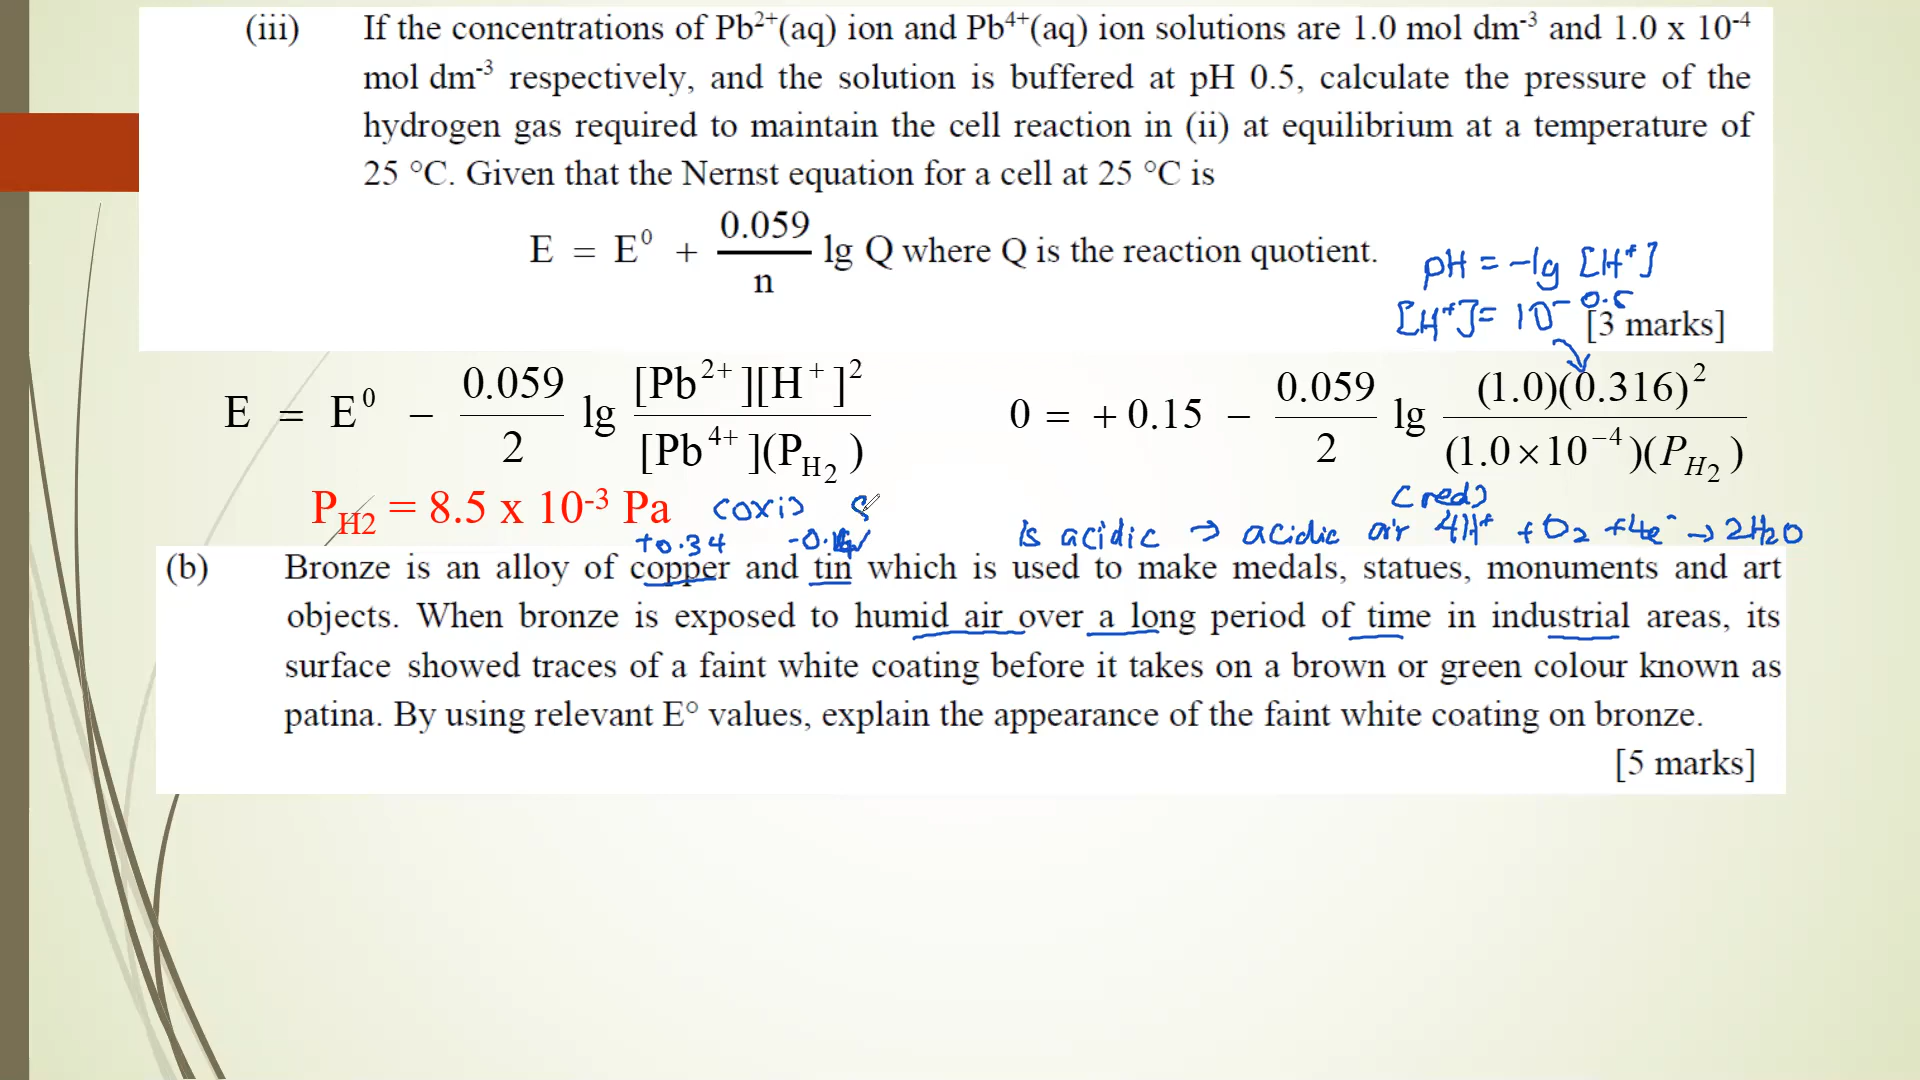 (iii) If the concentrations of Pb²⁺(aq) ion and Pb⁴⁺(aq) ion solutions are 1.0 mol dm⁻³ and 1.0 x 10⁻⁴
mol dm⁻³ respectively, and the solution is buffered at pH 0.5, calculate the pressure of the
hydrogen gas required to maintain the cell reaction in (ii) at equilibrium at a temperature of
25 °C. Given that the Nernst equation for a cell at 25 °C is
E = E⁰ + 0.059/n lg Q where Q is the reaction quotient.
pH = -lg [H⁺]
[H⁺] = 10⁻⁰·⁵
[3 marks]
E = E⁰ − 0.059/2 lg [Pb²⁺][H⁺]²/[Pb⁴⁺](P_H₂)
0 = + 0.15 − 0.059/2 lg (1.0)(0.316)²/(1.0×10⁻⁴)(P_H₂)
P_H2 = 8.5 x 10⁻³ Pa
(oxi)
(red)
is acidic → acidic air 4H⁺ + O₂ + 4e⁻ → 2H₂O
+0.34 -0.14V
(b) Bronze is an alloy of copper and tin which is used to make medals, statues, monuments and art
objects. When bronze is exposed to humid air over a long period of time in industrial areas, its
surface showed traces of a faint white coating before it takes on a brown or green colour known as
patina. By using relevant E° values, explain the appearance of the faint white coating on bronze.
[5 marks]